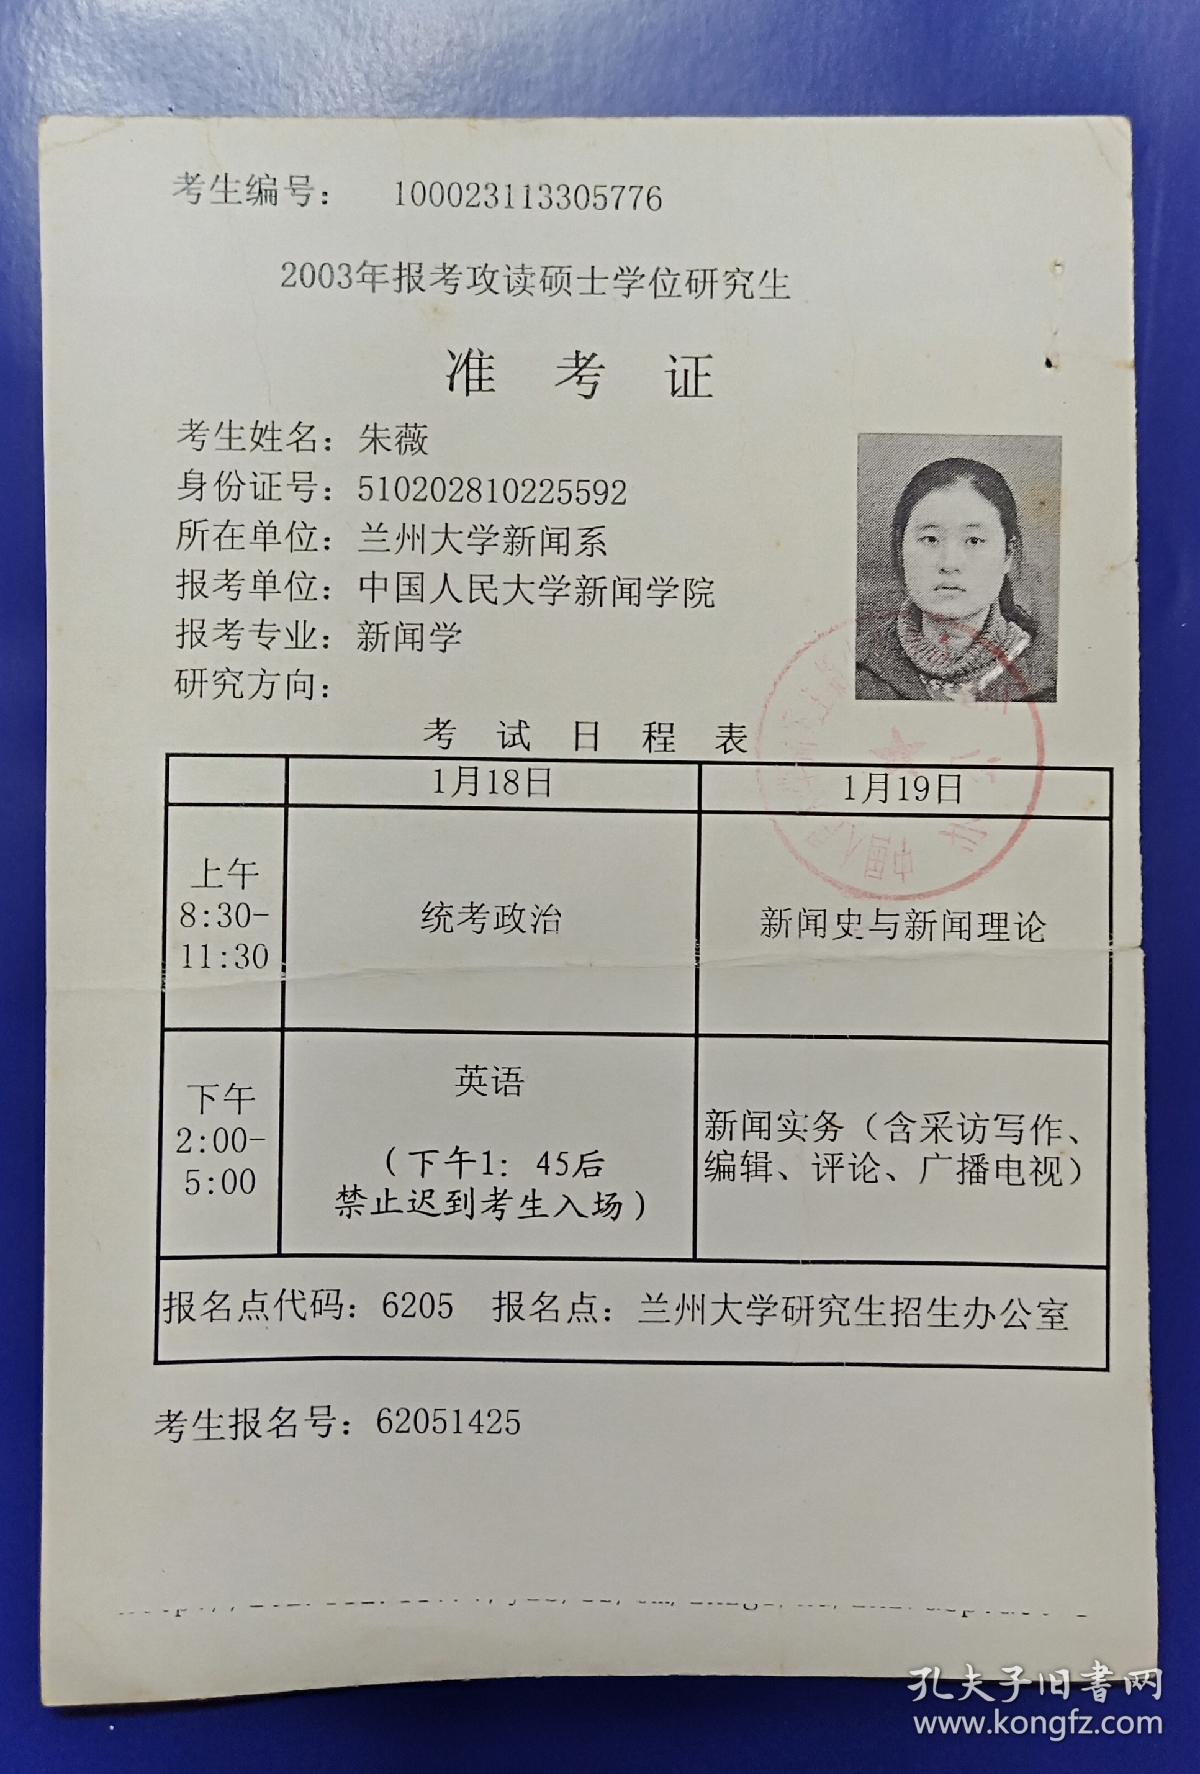 考生编号： 100023113305776
2003年报考攻读硕士学位研究生
准考证
考生姓名：朱薇
身份证号：510202810225592
所在单位：兰州大学新闻系
报考单位：中国人民大学新闻学院
报考专业：新闻学
研究方向：
考试日程表
1月18日 1月19日
上午
8:30-
11:30
统考政治
新闻史与新闻理论
下午
2:00-
5:00
英语
（下午1：45后
禁止迟到考生入场）
新闻实务（含采访写作、
编辑、评论、广播电视）
报名点代码：6205 报名点：兰州大学研究生招生办公室
考生报名号：62051425
孔夫子旧书网
www.kongfz.com